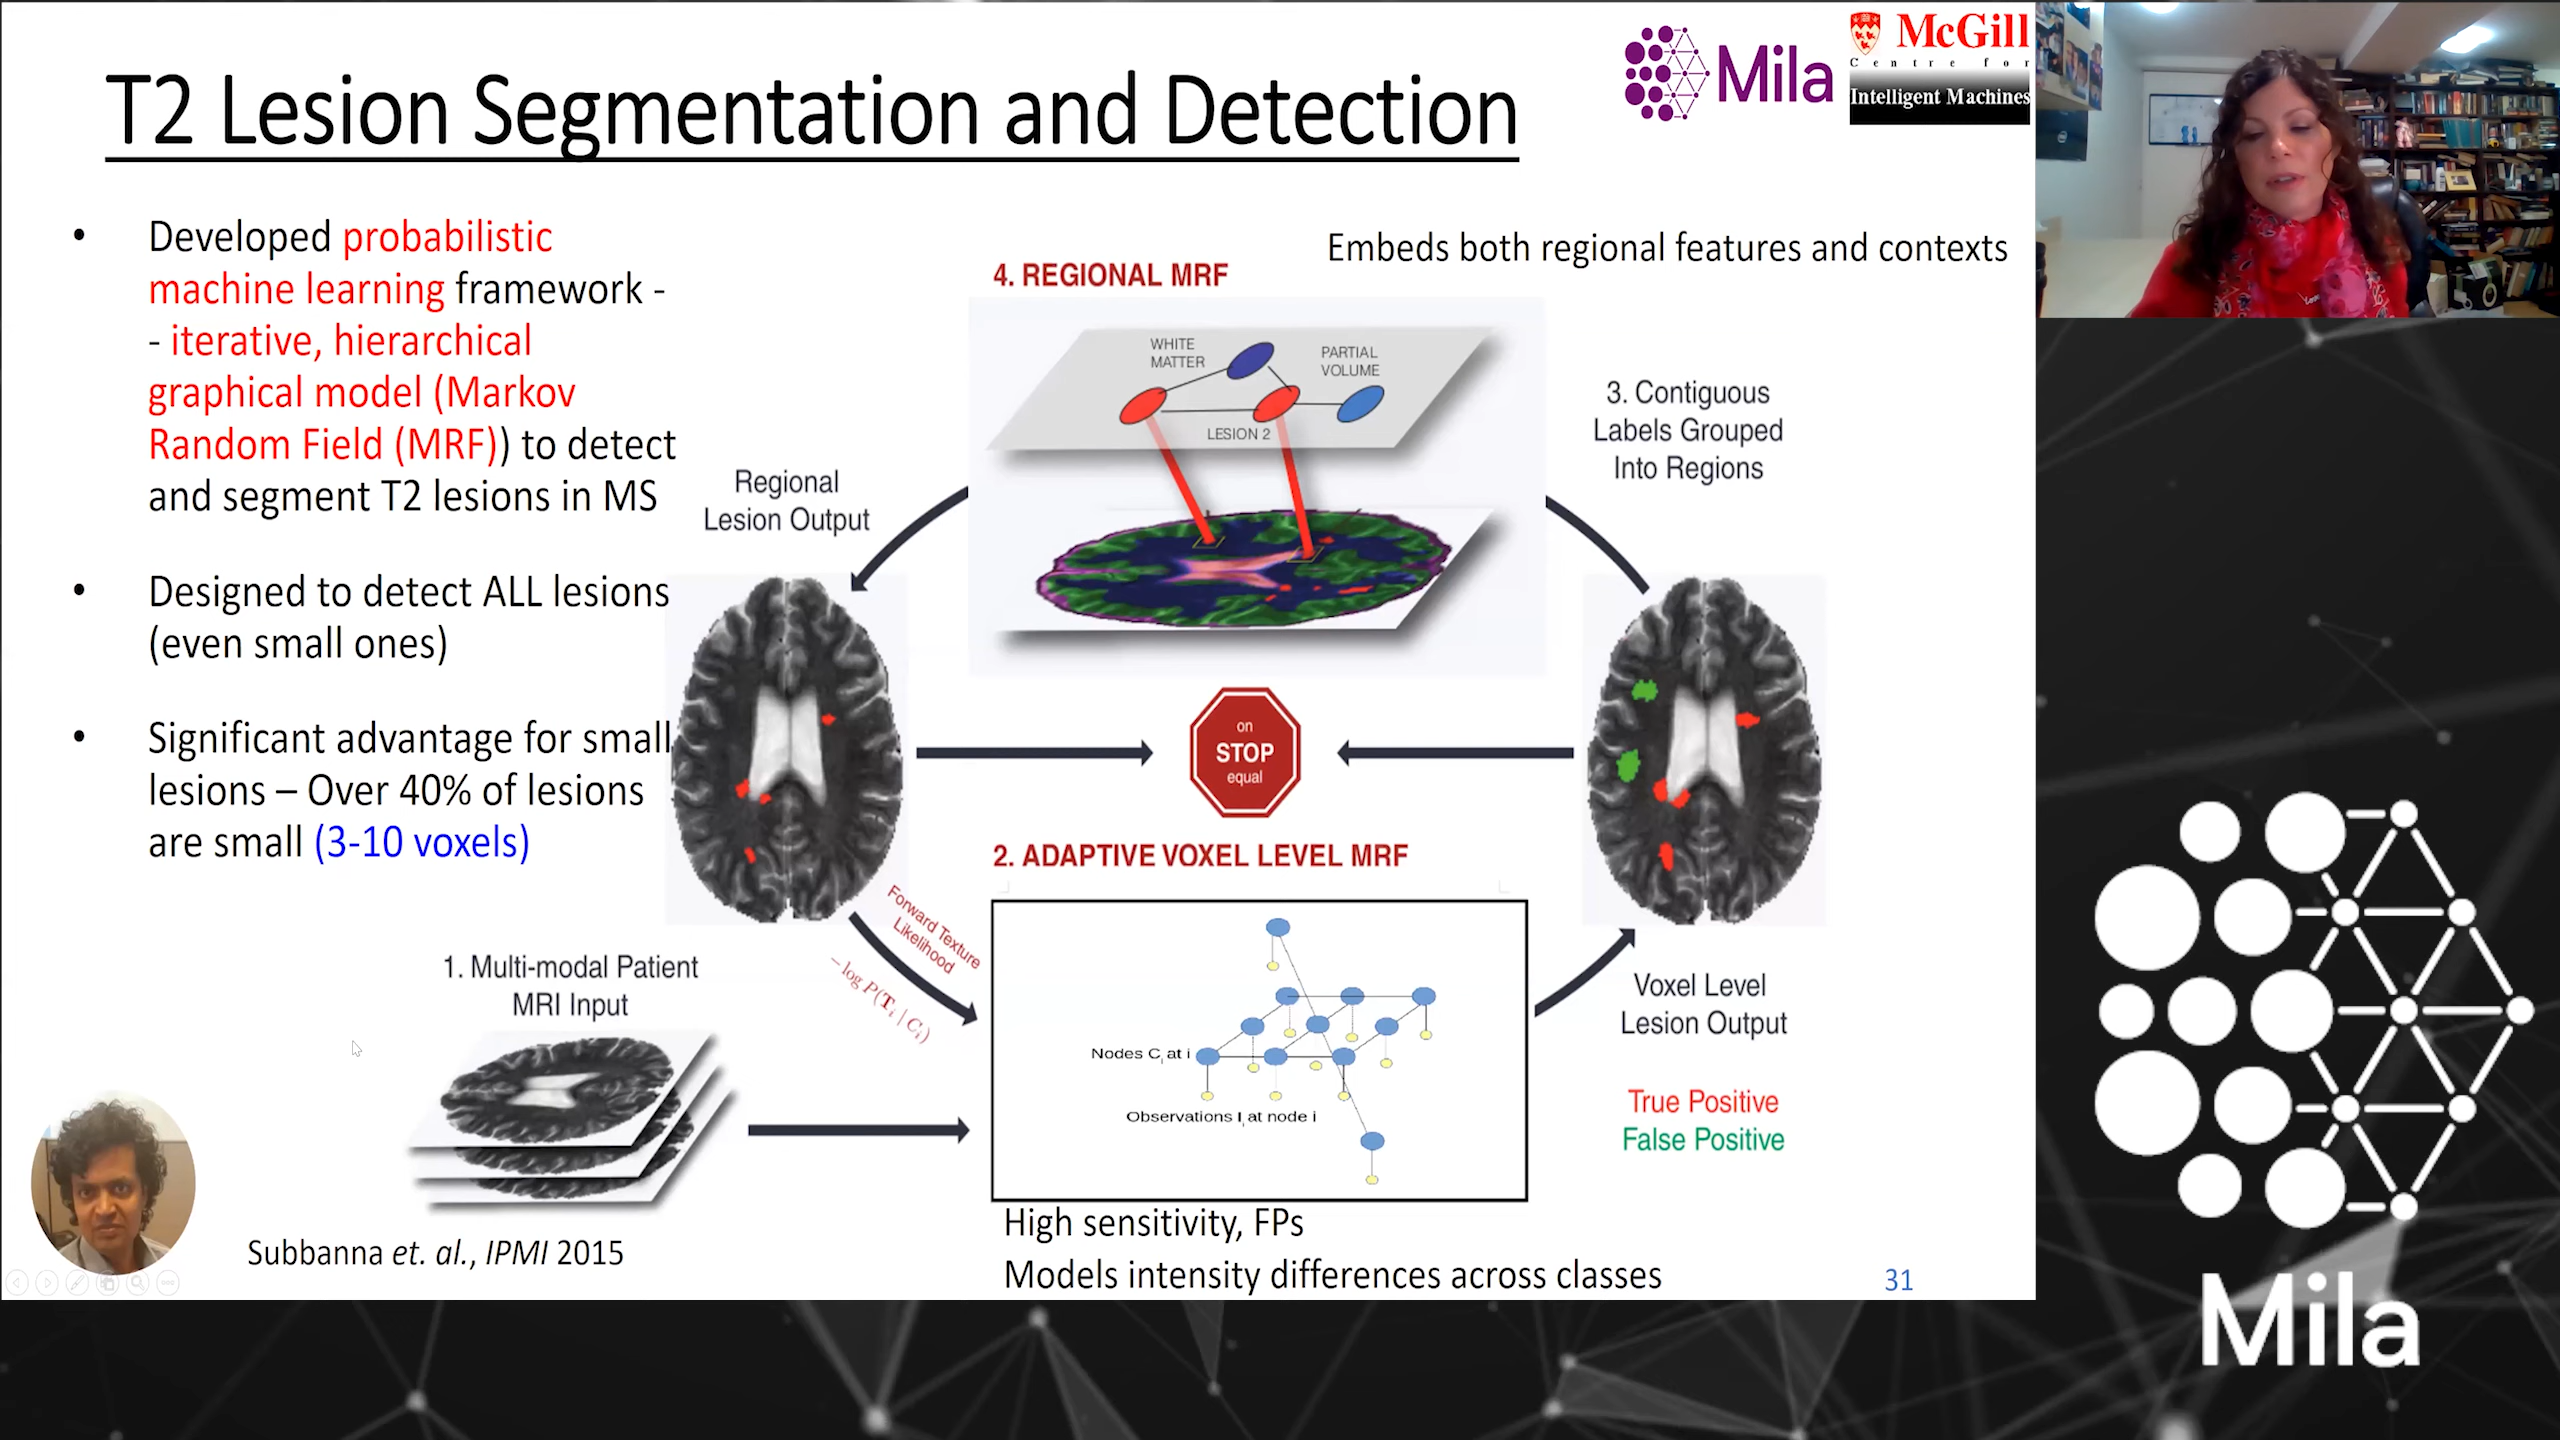 T2 Lesion Segmentation and Detection
Mila
McGill
Centre for
Intelligent Machines
• Developed probabilistic
machine learning framework -
- iterative, hierarchical
graphical model (Markov
Random Field (MRF)) to detect
and segment T2 lesions in MS
• Designed to detect ALL lesions
(even small ones)
• Significant advantage for small
lesions – Over 40% of lesions
are small (3-10 voxels)
Embeds both regional features and contexts
4. REGIONAL MRF
WHITE
MATTER
PARTIAL
VOLUME
LESION 2
3. Contiguous
Labels Grouped
Into Regions
Regional
Lesion Output
on
STOP
equal
2. ADAPTIVE VOXEL LEVEL MRF
Forward Texture
Likelihood
− log P(Ti | Ci)
1. Multi-modal Patient
MRI Input
Nodes Ci at i
Observations Ii at node i
Voxel Level
Lesion Output
True Positive
False Positive
High sensitivity, FPs
Models intensity differences across classes
Subbanna et. al., IPMI 2015
31
Mila